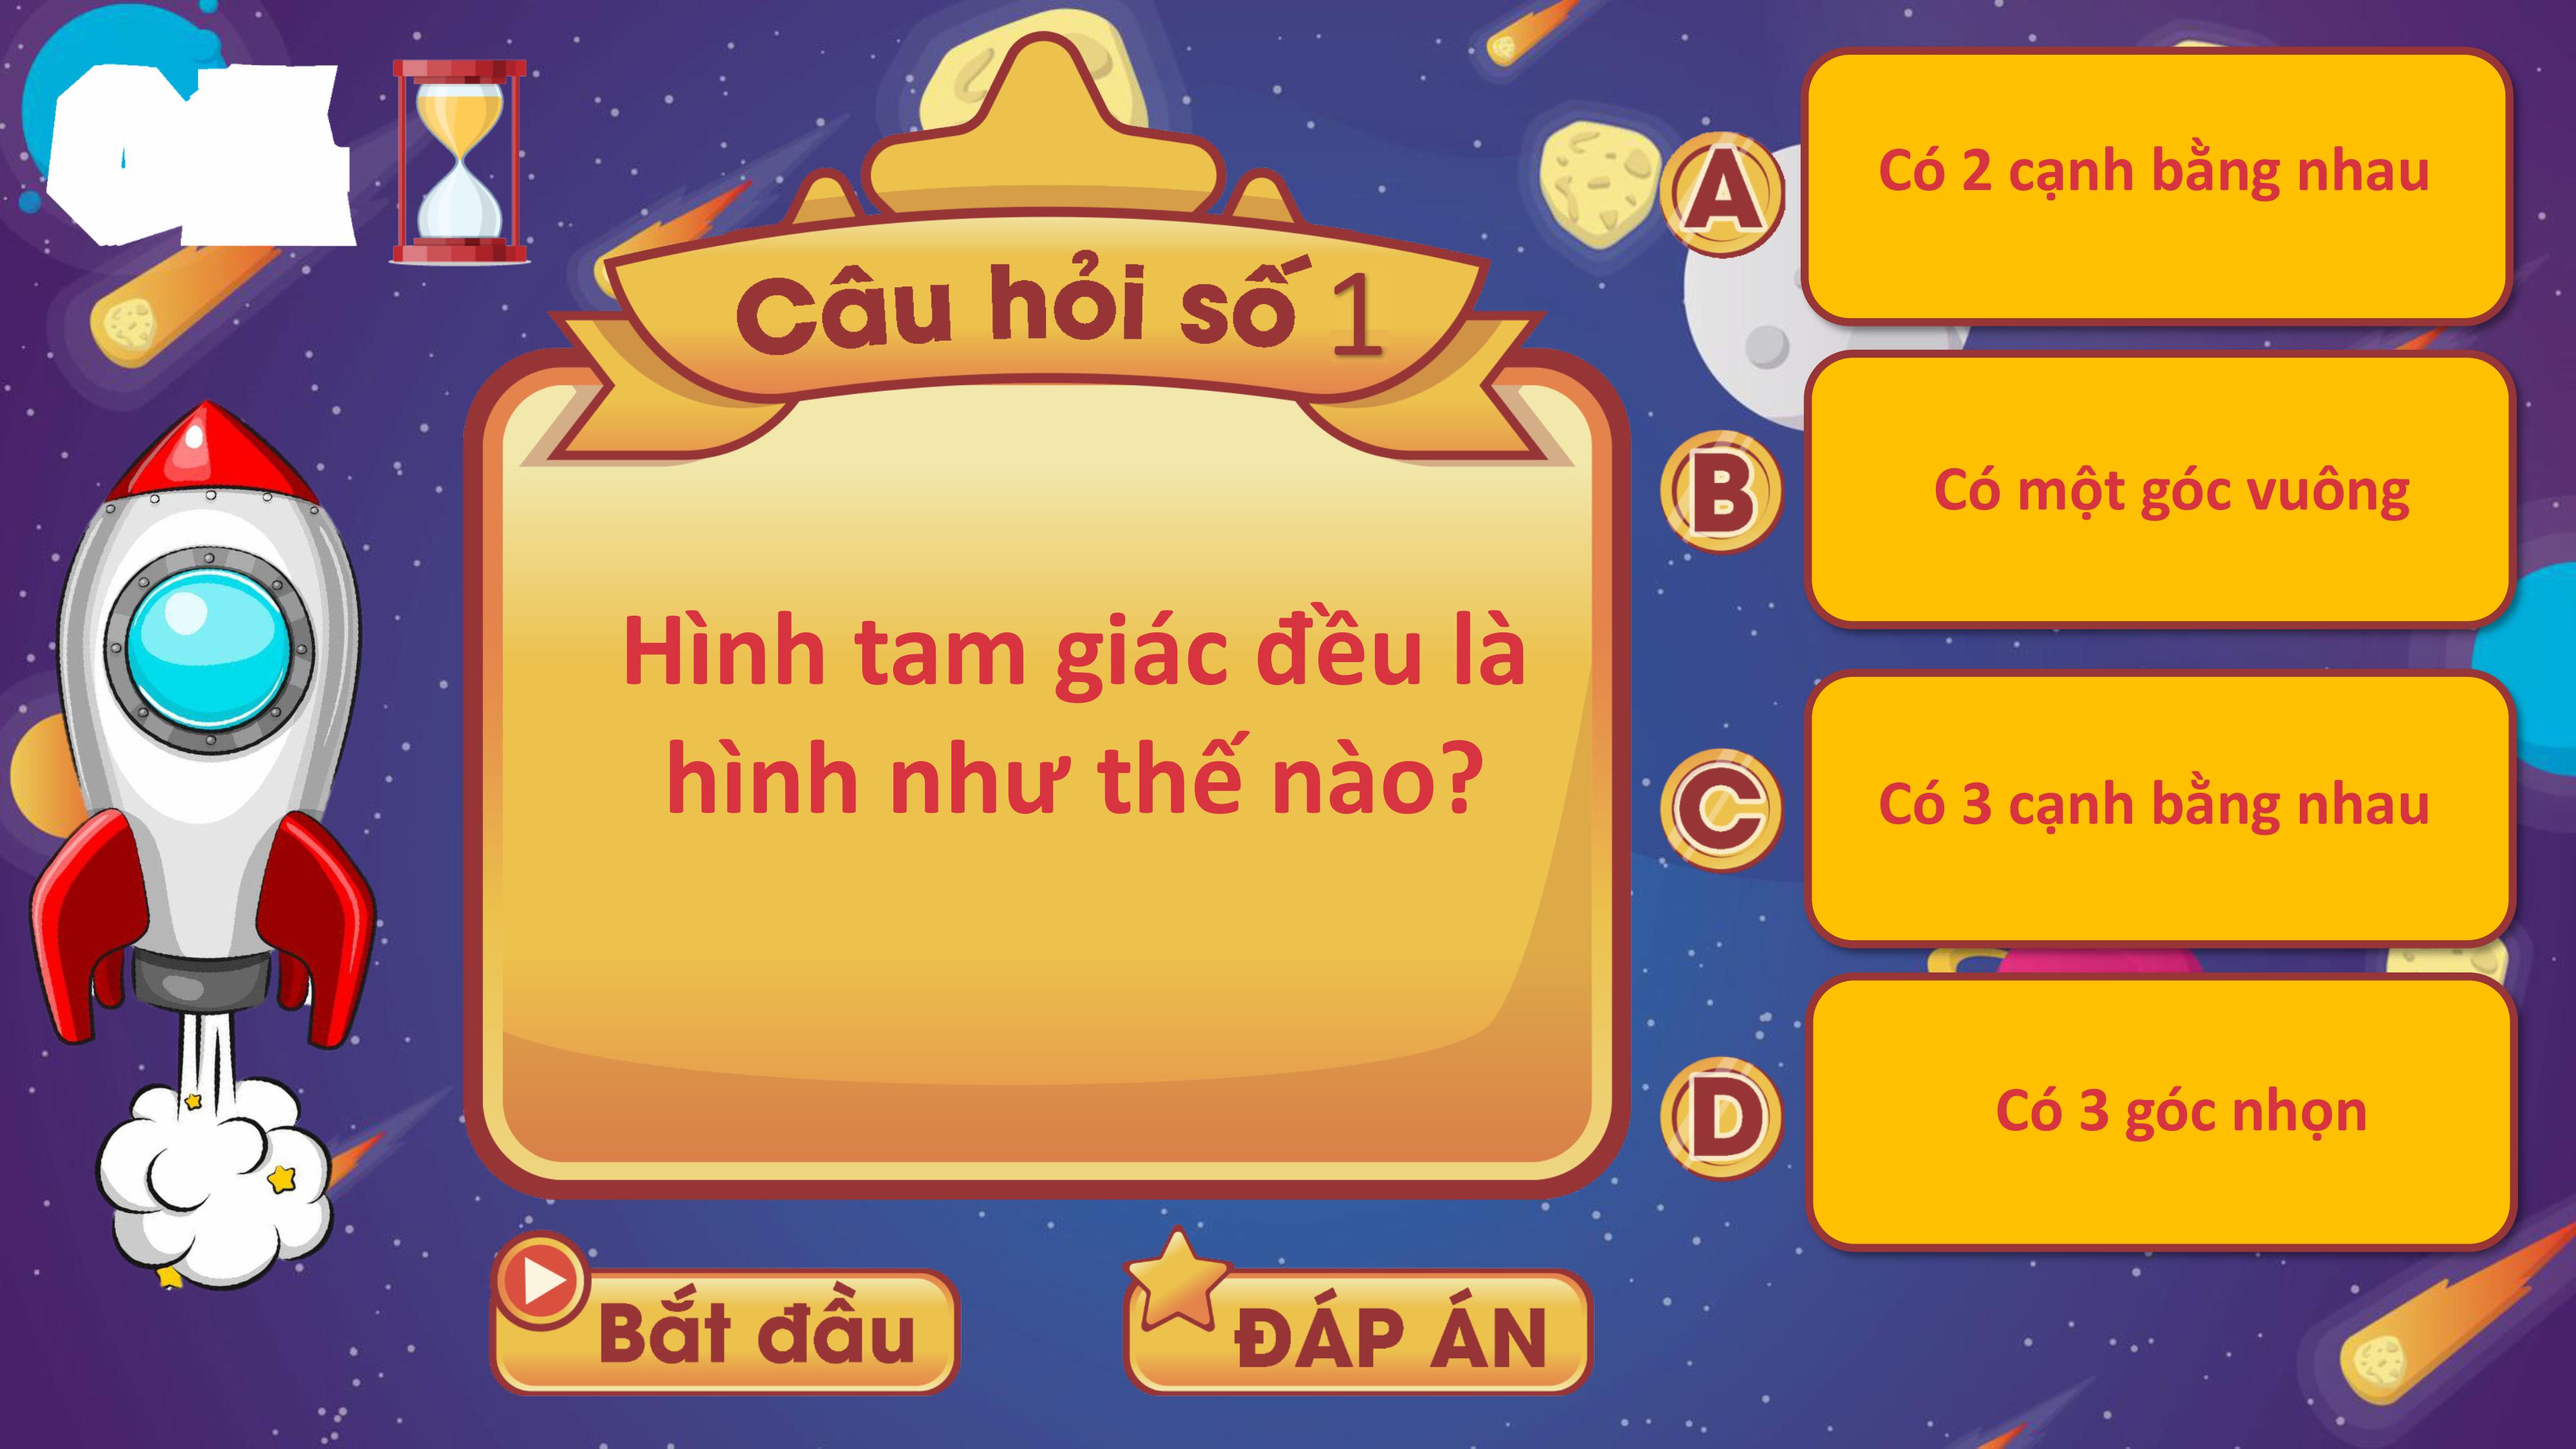 Câu hỏi số 1
Hình tam giác đều là
hình như thế nào?
A
Có 2 cạnh bằng nhau
B
Có một góc vuông
C
Có 3 cạnh bằng nhau
D
Có 3 góc nhọn
Bắt đầu
ĐÁP ÁN